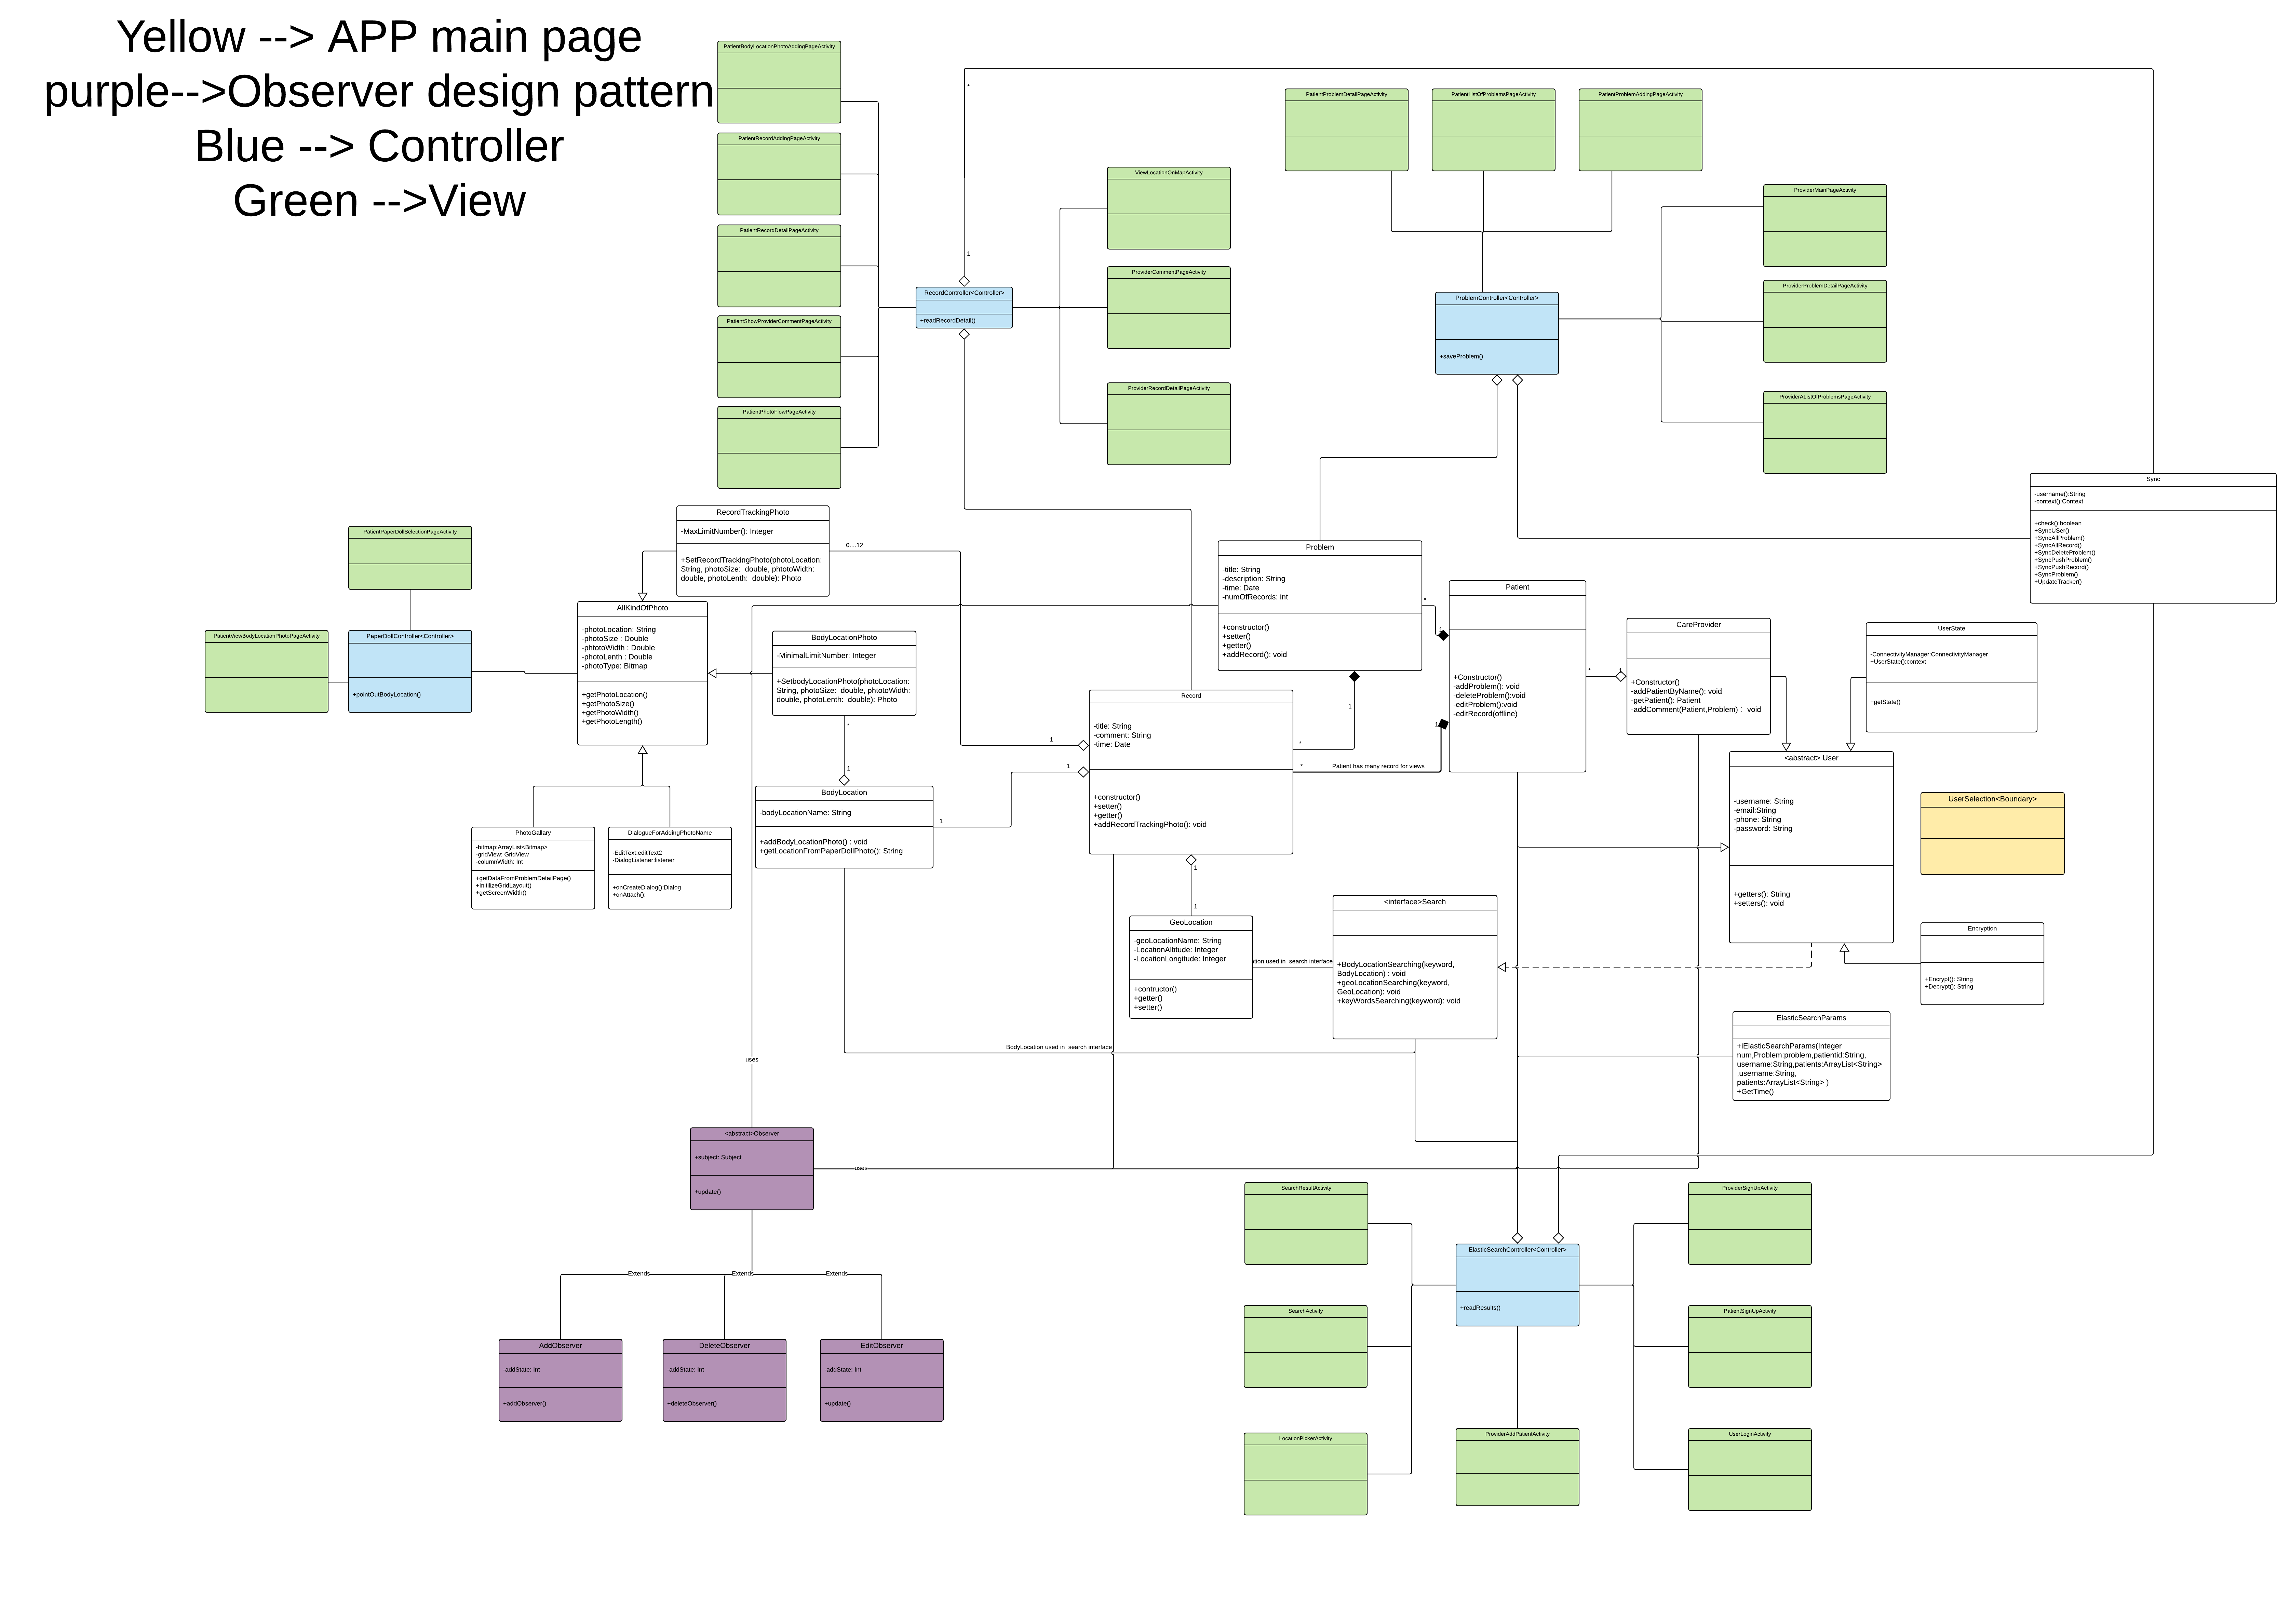 Yellow --> APP main page
purple-->Observer design pattern
Blue --> Controller
Green -->View
PatientBodyLocationPhotoAddingPageActivity
PatientRecordAddingPageActivity
PatientRecordDetailPageActivity
PatientShowProviderCommentPageActivity
PatientPhotoFlowPageActivity
*
1
RecordController<Controller>
+readRecordDetail()
ViewLocationOnMapActivity
ProviderCommentPageActivity
ProviderRecordDetailPageActivity
PatientProblemDetailPageActivity
PatientListOfProblemsPageActivity
PatientProblemAddingPageActivity
ProblemController<Controller>
+saveProblem()
ProviderMainPageActivity
ProviderProblemDetailPageActivity
ProviderAListOfProblemsPageActivity
Sync
-username():String
-context():Context
+check():boolean
+SyncUSer()
+SyncAllProblem()
+SyncAllRecord()
+SyncDeleteProblem()
+SyncPushProblem()
+SyncPushRecord()
+SyncProblem()
+UpdateTracker()
PatientPaperDollSelectionPageActivity
PatientViewBodyLocationPhotoPageActivity
PaperDollController<Controller>
+pointOutBodyLocation()
RecordTrackingPhoto
-MaxLimitNumber(): Integer
+SetRecordTrackingPhoto(photoLocation:
String, photoSize:  double, phtotoWidth:
double, photoLenth:  double): Photo
0....12
AllKindOfPhoto
-photoLocation: String
-photoSize : Double
-phtotoWidth : Double
-photoLenth : Double
-photoType: Bitmap
+getPhotoLocation()
+getPhotoSize()
+getPhotoWidth()
+getPhotoLength()
BodyLocationPhoto
-MinimalLimitNumber: Integer
+SetbodyLocationPhoto(photoLocation:
String, photoSize:  double, phtotoWidth:
double, photoLenth:  double): Photo
*
1
BodyLocation
-bodyLocationName: String
+addBodyLocationPhoto() : void
+getLocationFromPaperDollPhoto(): String
1
1
1
PhotoGallary
-bitmap:ArrayList<Bitmap>
-gridView: GridView
-columnWidth: Int
+getDataFromProblemDetailPage()
+InitilizeGridLayout()
+getScreenWidth()
DialogueForAddingPhotoName
-EditText:editText2
-DialogListener:listener
+onCreateDialog():Dialog
+onAttach():
Problem
-title: String
-description: String
-time: Date
-numOfRecords: int
+constructor()
+setter()
+getter()
+addRecord(): void
*
1
1
*
Record
-title: String
-comment: String
-time: Date
+constructor()
+setter()
+getter()
+addRecordTrackingPhoto(): void
*
Patient has many record for views
1
Patient
+Constructor()
-addProblem(): void
-deleteProblem():void
-editProblem():void
-editRecord(offline)
*
1
CareProvider
+Constructor()
-addPatientByName(): void
-getPatient(): Patient
-addComment(Patient,Problem) :  void
UserState
-ConnectivityManager:ConnectivityManager
+UserState():context
+getState()
<abstract> User
-username: String
-email:String
-phone: String
-password: String
+getters(): String
+setters(): void
UserSelection<Boundary>
Encryption
+Encrypt(): String
+Decrypt(): String
1
1
GeoLocation
-geoLocationName: String
-LocationAltitude: Integer
-LocationLongitude: Integer
+contructor()
+getter()
+setter()
used in  search interface
<interface>Search
+BodyLocationSearching(keyword,
BodyLocation) : void
+geoLocationSearching(keyword,
GeoLocation): void
+keyWordsSearching(keyword): void
ElasticSearchParams
+iElasticSearchParams(Integer
num,Problem:problem,patientid:String,
username:String,patients:ArrayList<String>
,username:String,
patients:ArrayList<String> )
+GetTime()
BodyLocation used in  search interface
uses
<abstract>Observer
+subject: Subject
+update()
uses
Extends
Extends
Extends
AddObserver
-addState: Int
+addObserver()
DeleteObserver
-addState: Int
+deleteObserver()
EditObserver
-addState: Int
+update()
SearchResultActivity
SearchActivity
LocationPickerActivity
ElasticSearchController<Controller>
+readResults()
ProviderAddPatientActivity
ProviderSignUpActivity
PatientSignUpActivity
UserLoginActivity